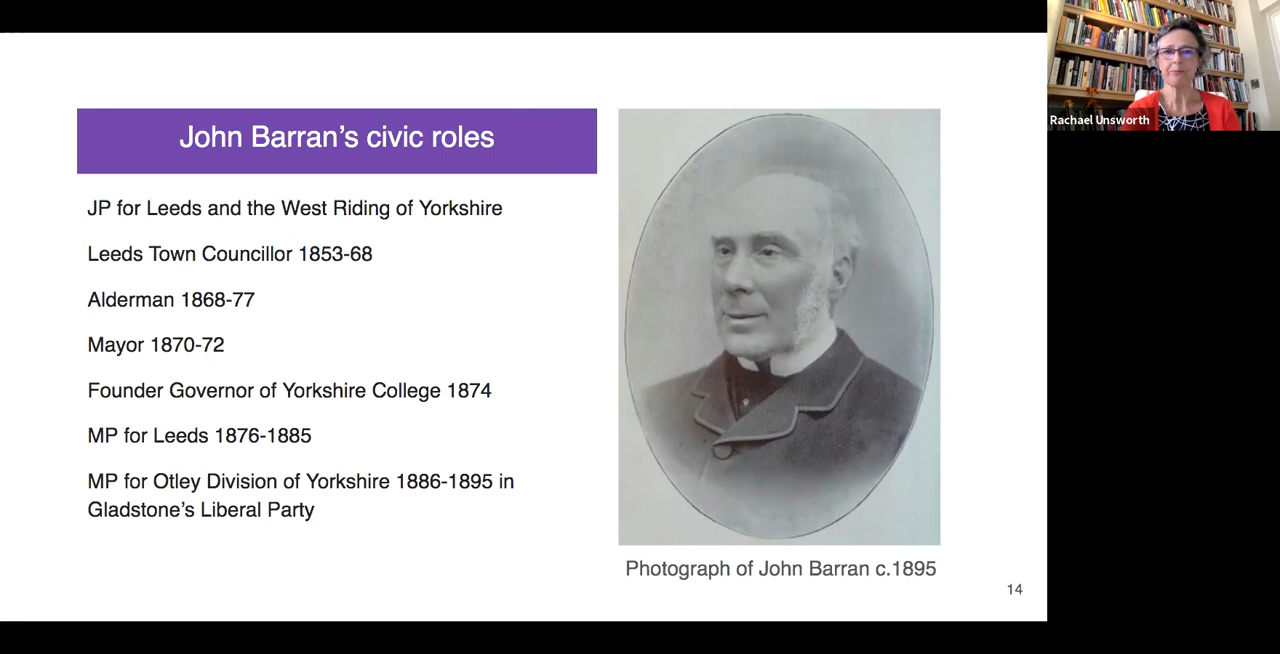 John Barran’s civic roles
JP for Leeds and the West Riding of Yorkshire
Leeds Town Councillor 1853-68
Alderman 1868-77
Mayor 1870-72
Founder Governor of Yorkshire College 1874
MP for Leeds 1876-1885
MP for Otley Division of Yorkshire 1886-1895 in
Gladstone’s Liberal Party
Photograph of John Barran c.1895
14
Rachael Unsworth